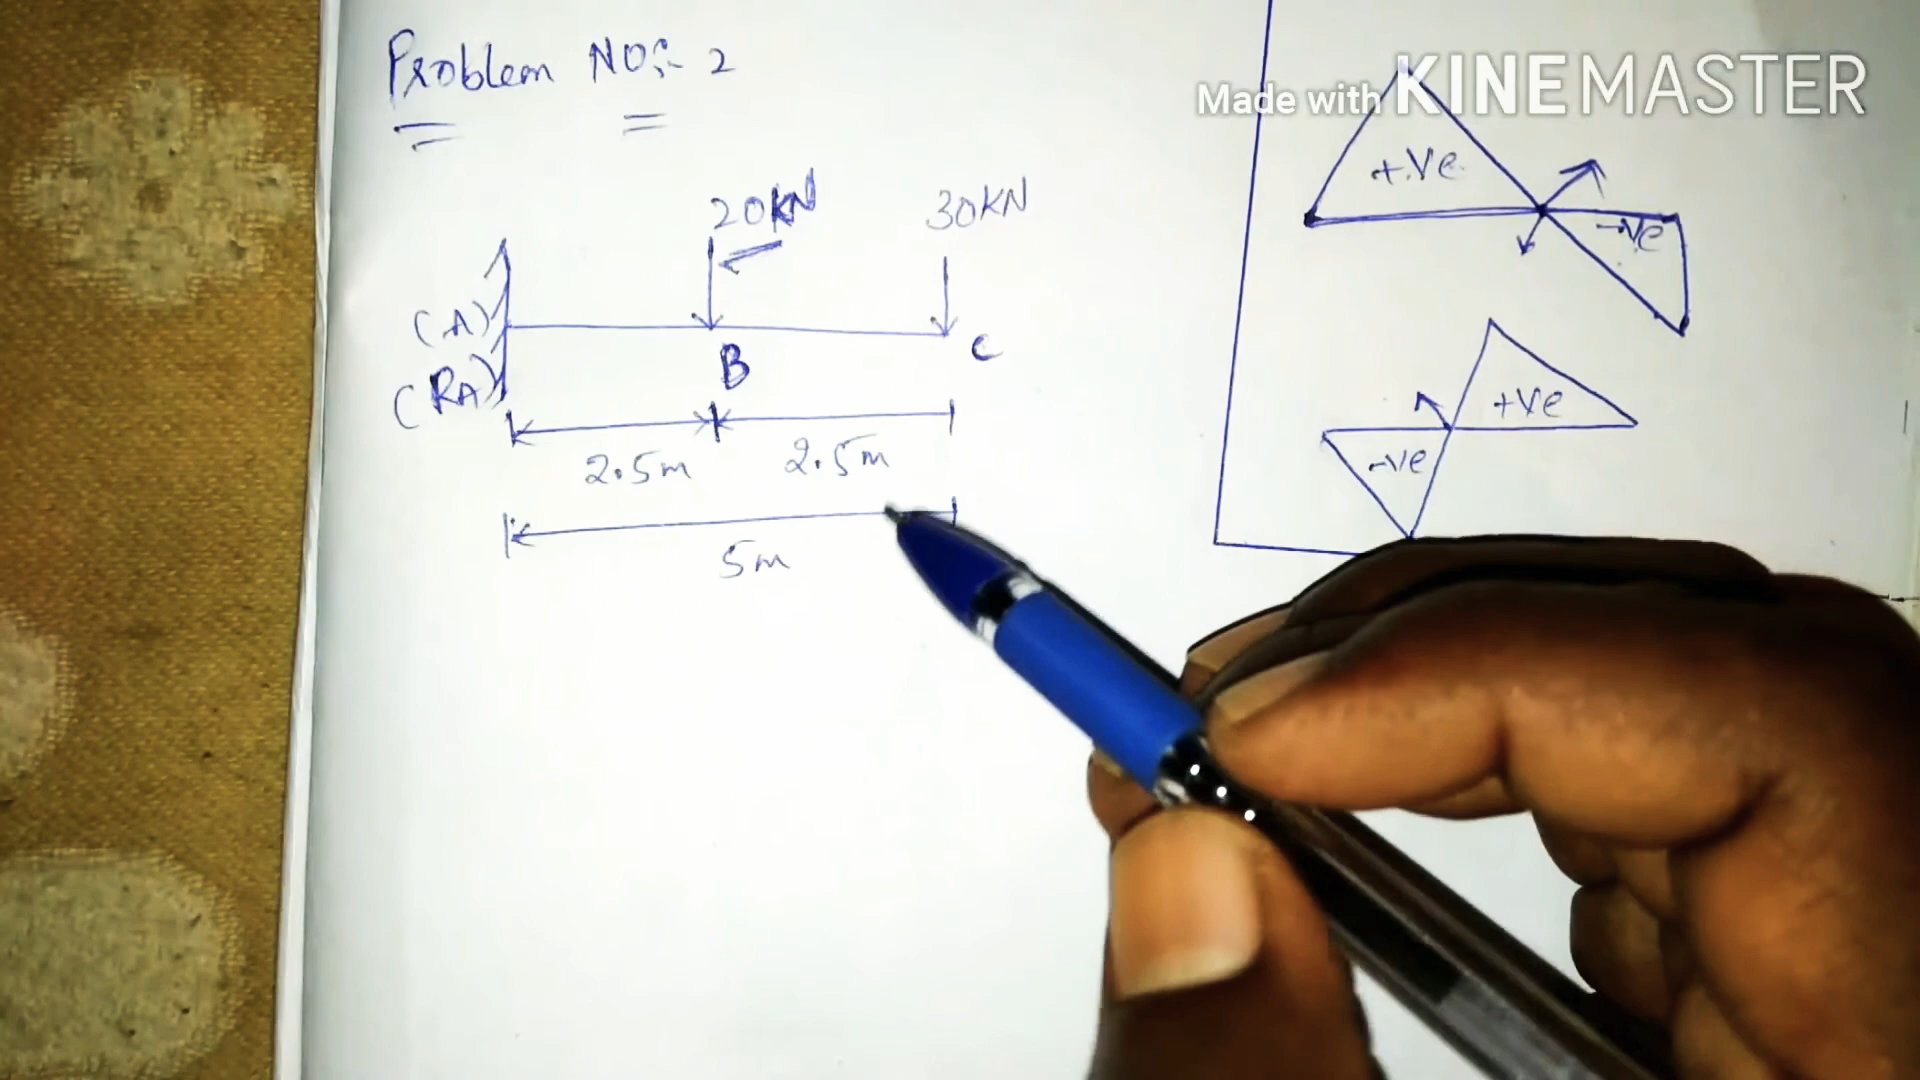 Problem NO:- 2
Made with KINEMASTER
20KN 30KN
(A)
(RA)
B C
2.5m 2.5m
5m
+ve
-ve
+ve
-ve